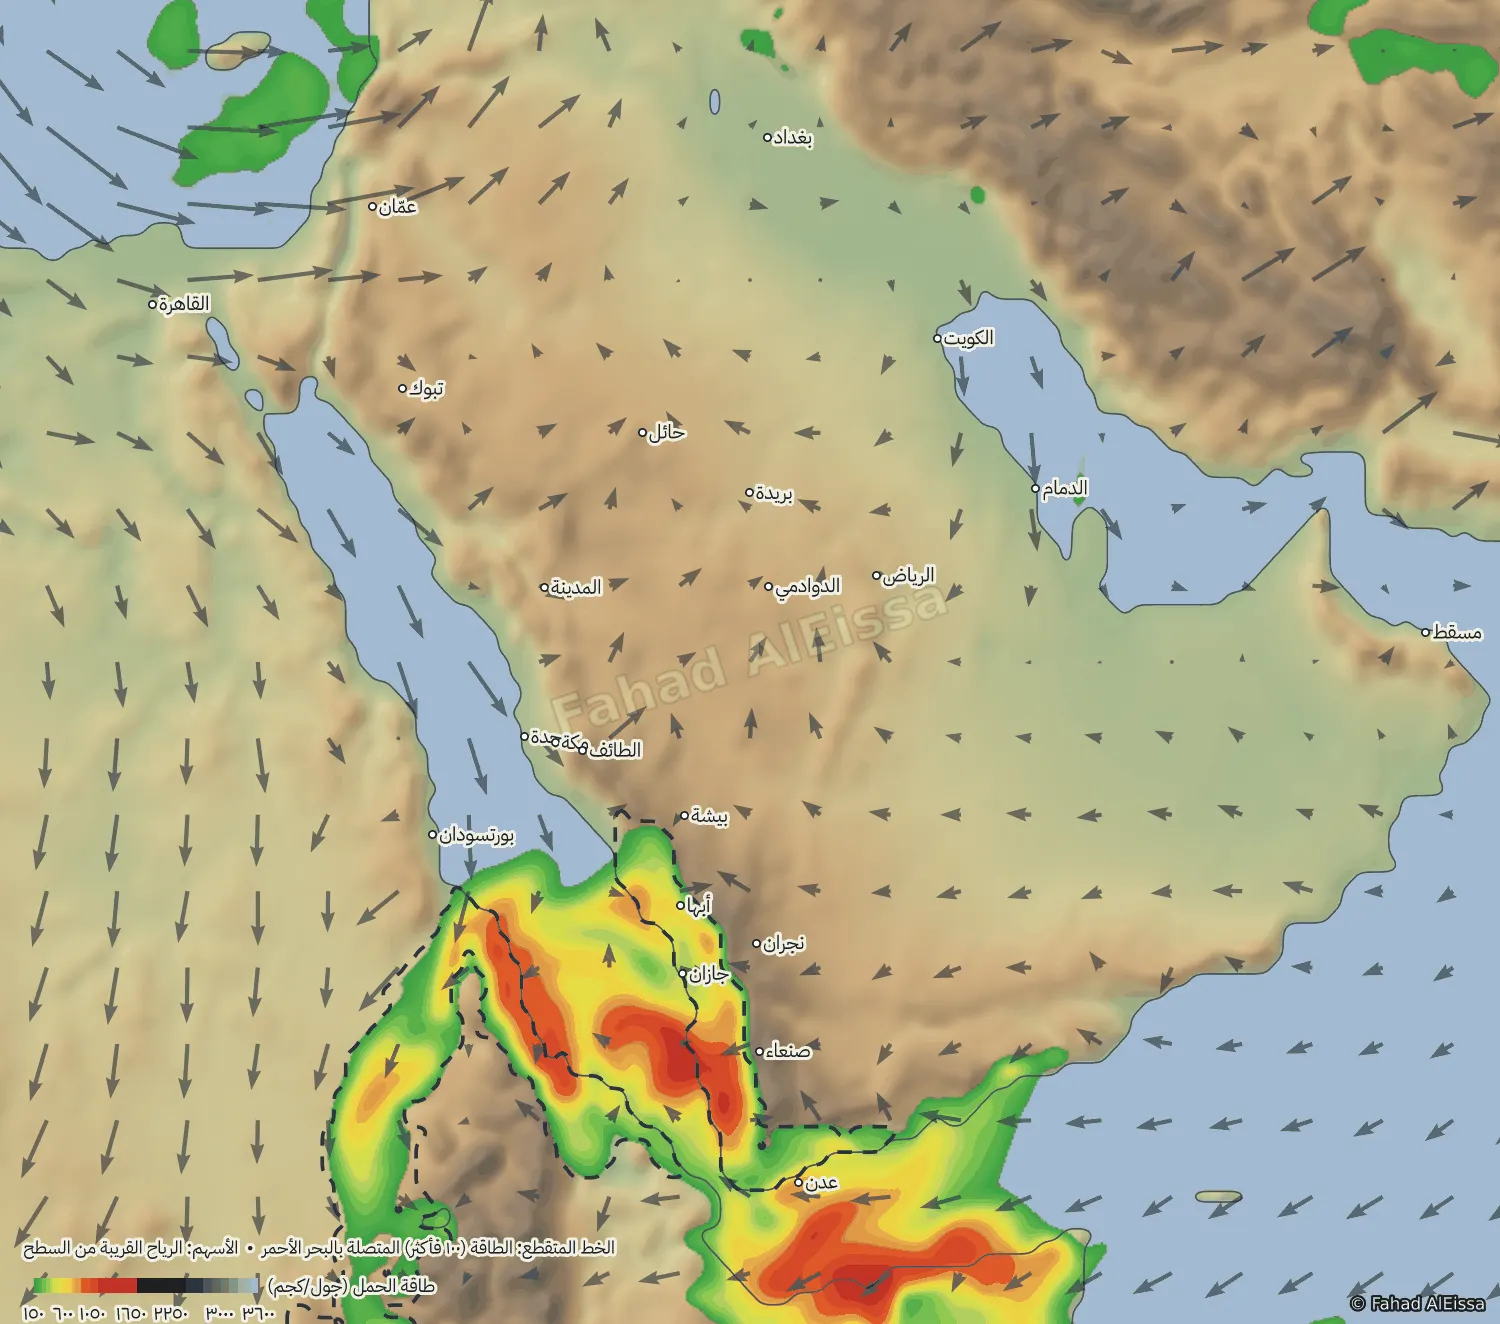 بغداد
عمّان
القاهرة
الكويت
تبوك
حائل
الدمام
بريدة
الرياض
الدوادمي
المدينة
Fahad AlEissa
مسقط
جدة
مكة
الطائف
بيشة
بورتسودان
أبها
نجران
جازان
صنعاء
عدن
الخط المتقطع: الطاقة (١٠ فأكثر) المتصلة بالبحر الأحمر • الأسهم: الرياح القريبة من السطح
طاقة الحمل (جول/كجم)
١٥٠ ٦٠٠ ١٠٥٠ ١٦٥٠ ٢٢٥٠ ٣٠٠٠ ٣٦٠٠
© Fahad AlEissa